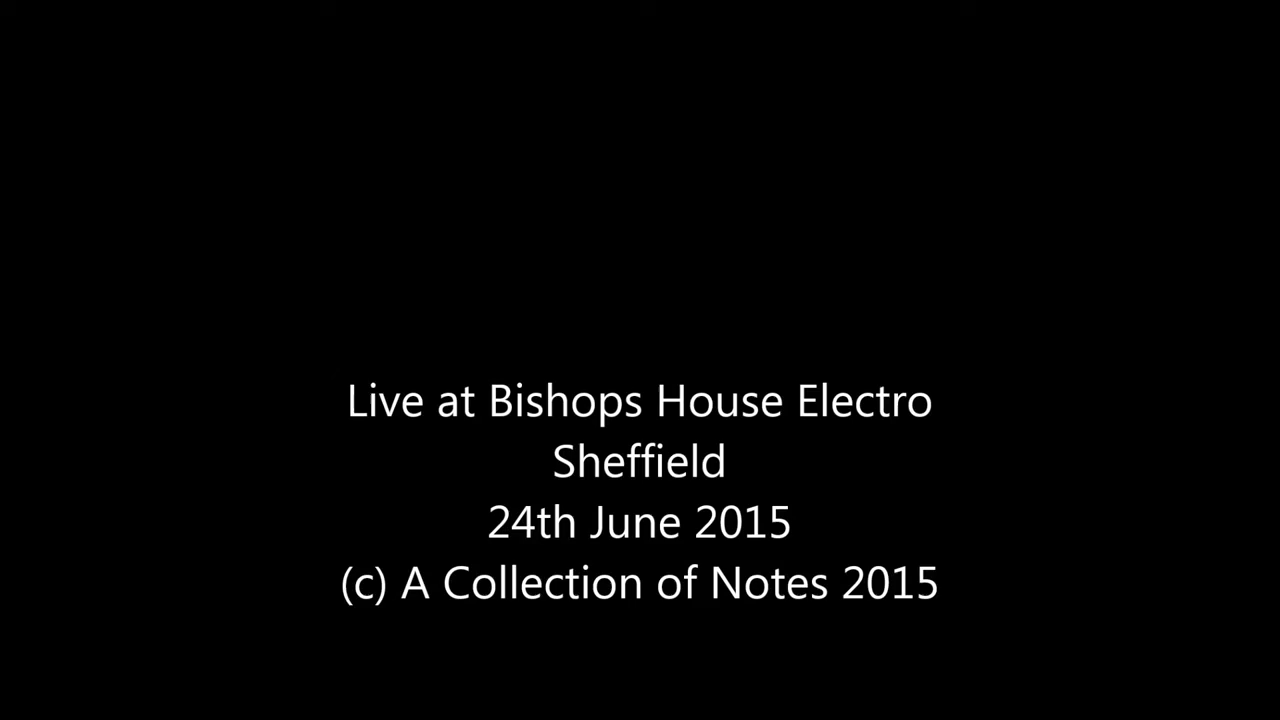 Live at Bishops House Electro
Sheffield
24th June 2015
(c) A Collection of Notes 2015